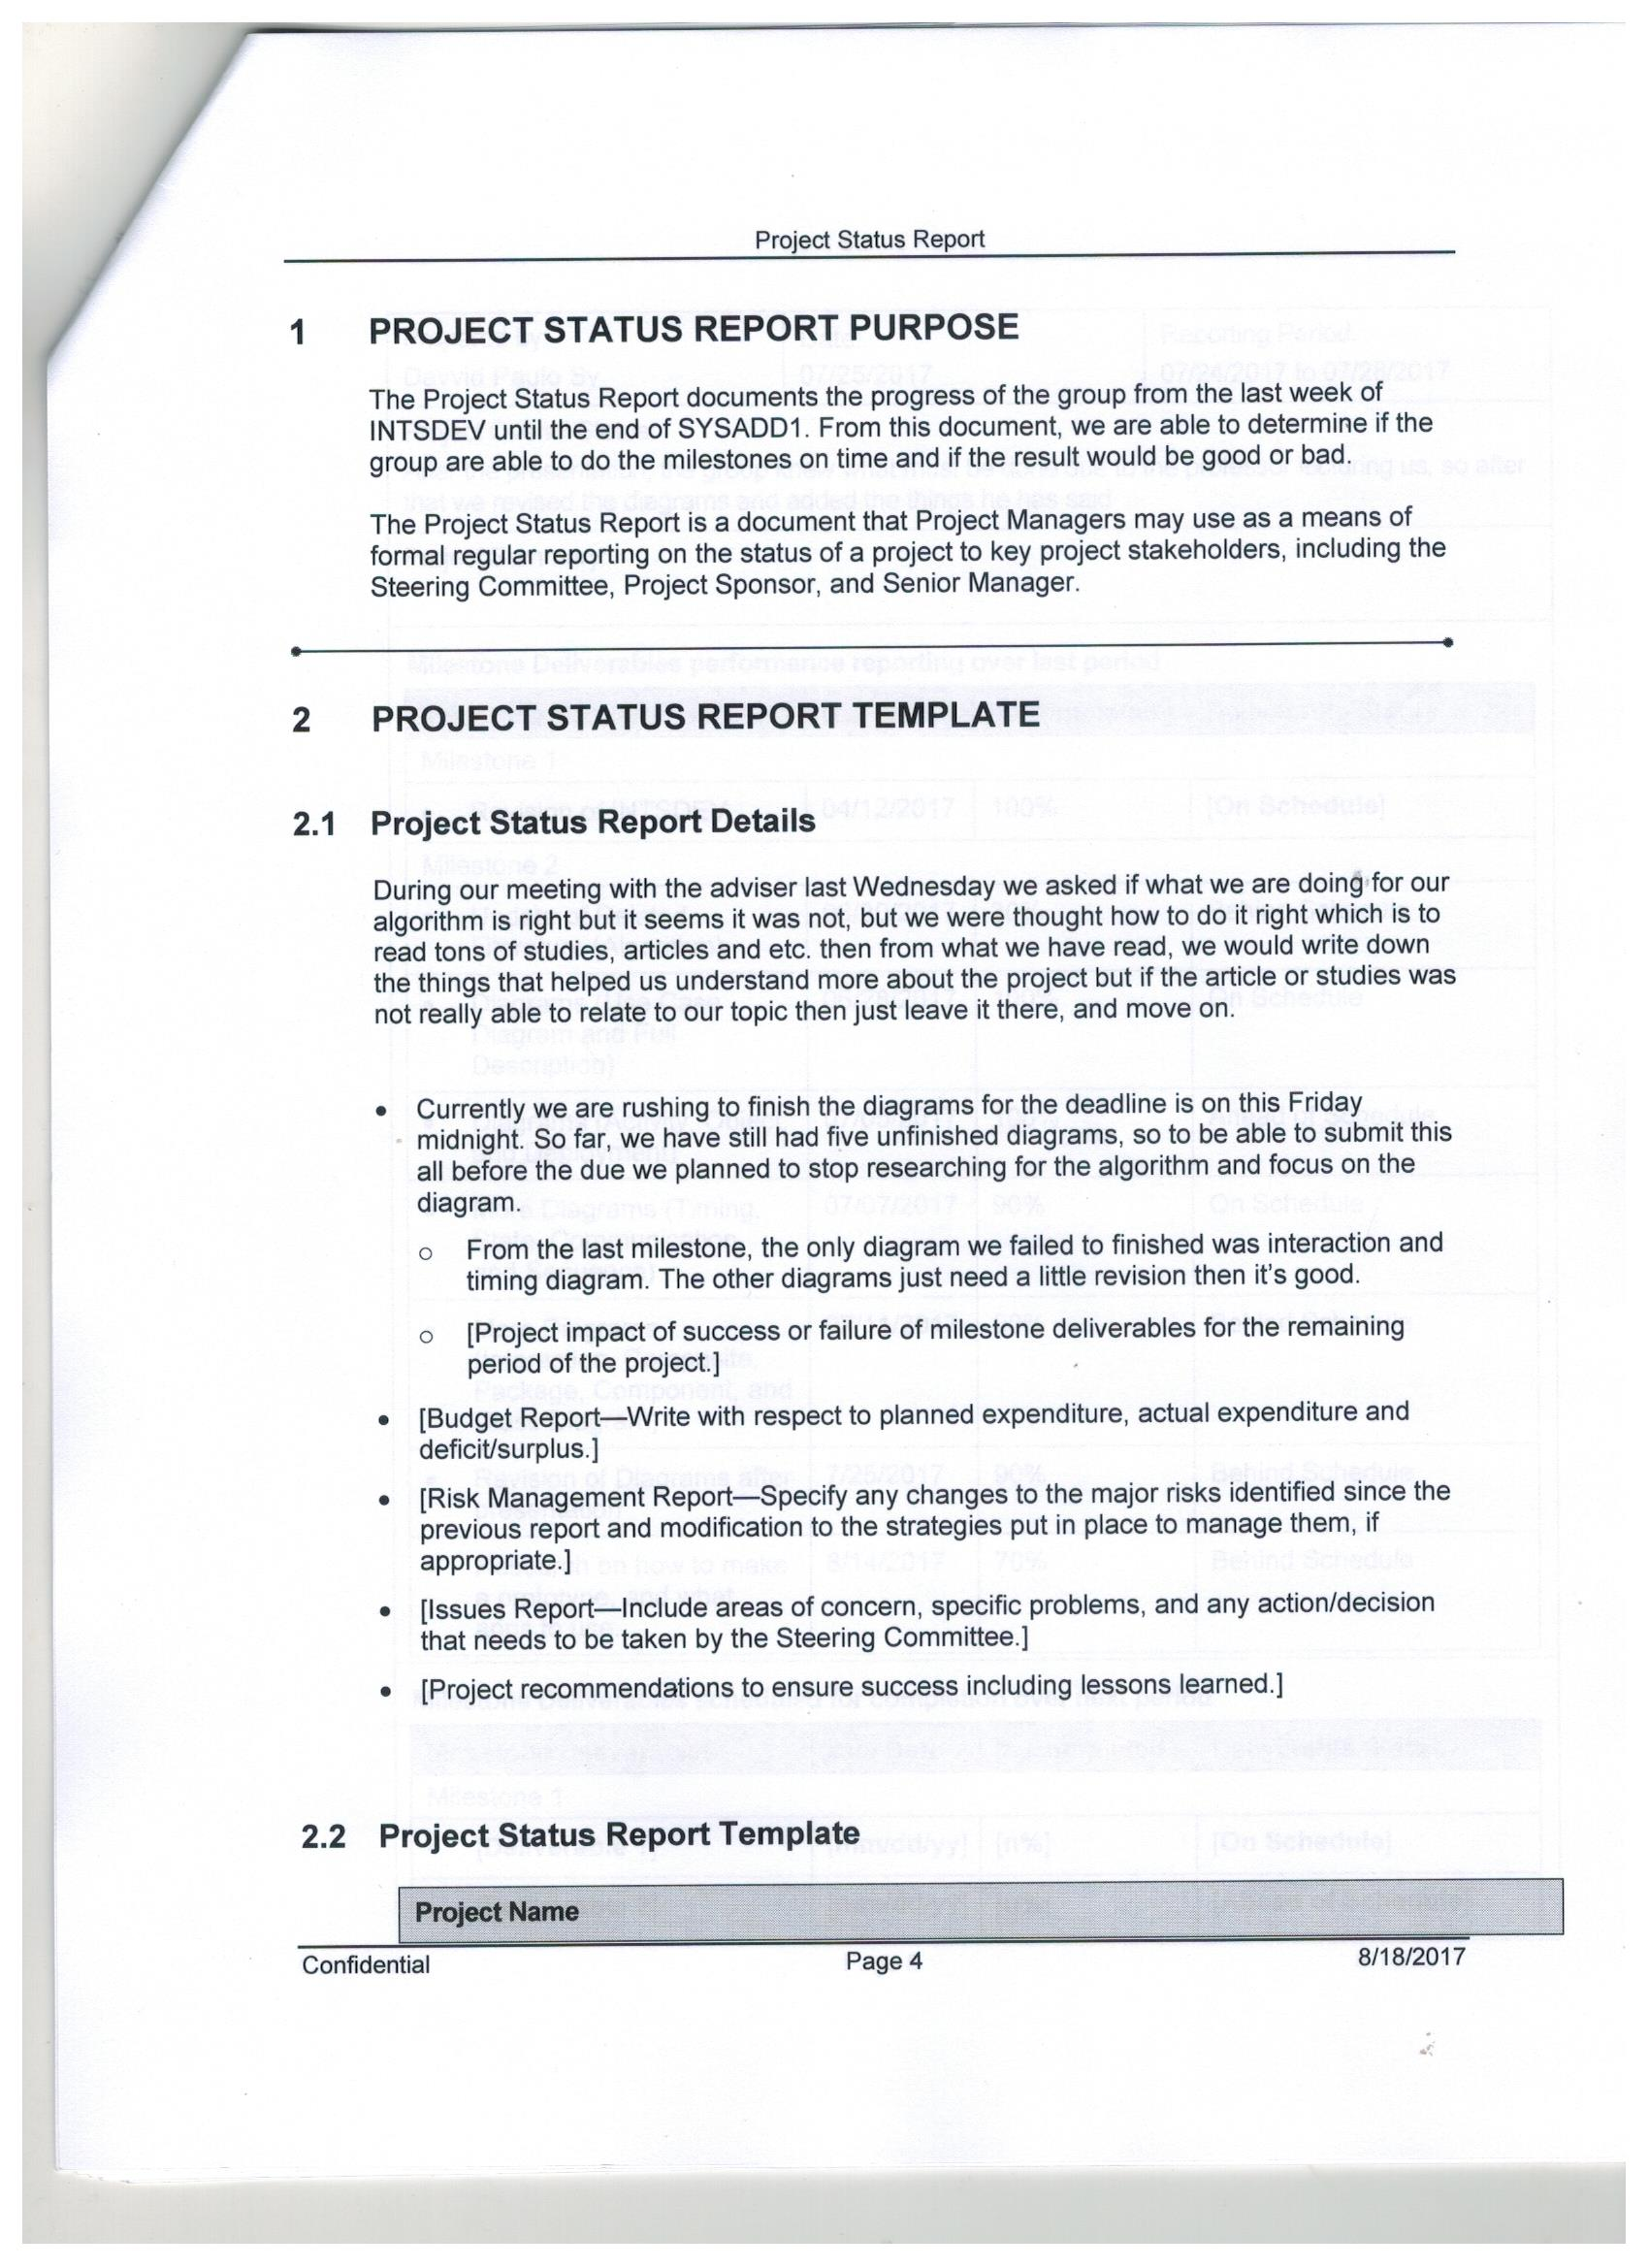 Project Status Report
1 PROJECT STATUS REPORT PURPOSE
The Project Status Report documents the progress of the group from the last week of
INTSDEV until the end of SYSADD1. From this document, we are able to determine if the
group are able to do the milestones on time and if the result would be good or bad.
The Project Status Report is a document that Project Managers may use as a means of
formal regular reporting on the status of a project to key project stakeholders, including the
Steering Committee, Project Sponsor, and Senior Manager.
2 PROJECT STATUS REPORT TEMPLATE
2.1 Project Status Report Details
During our meeting with the adviser last Wednesday we asked if what we are doing for our
algorithm is right but it seems it was not, but we were thought how to do it right which is to
read tons of studies, articles and etc. then from what we have read, we would write down
the things that helped us understand more about the project but if the article or studies was
not really able to relate to our topic then just leave it there, and move on.
• Currently we are rushing to finish the diagrams for the deadline is on this Friday
midnight. So far, we have still had five unfinished diagrams, so to be able to submit this
all before the due we planned to stop researching for the algorithm and focus on the
diagram.
o From the last milestone, the only diagram we failed to finished was interaction and
timing diagram. The other diagrams just need a little revision then it's good.
o [Project impact of success or failure of milestone deliverables for the remaining
period of the project.]
• [Budget Report—Write with respect to planned expenditure, actual expenditure and
deficit/surplus.]
• [Risk Management Report—Specify any changes to the major risks identified since the
previous report and modification to the strategies put in place to manage them, if
appropriate.]
• [Issues Report—Include areas of concern, specific problems, and any action/decision
that needs to be taken by the Steering Committee.]
• [Project recommendations to ensure success including lessons learned.]
2.2 Project Status Report Template
Project Name
Confidential Page 4 8/18/2017